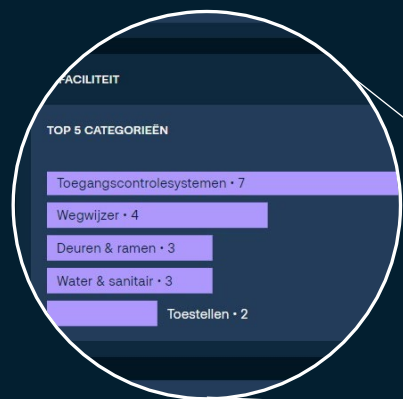 FACILITEIT
TOP 5 CATEGORIEËN
Toegangscontrolesystemen • 7
Wegwijzer • 4
Deuren & ramen • 3
Water & sanitair • 3
Toestellen • 2